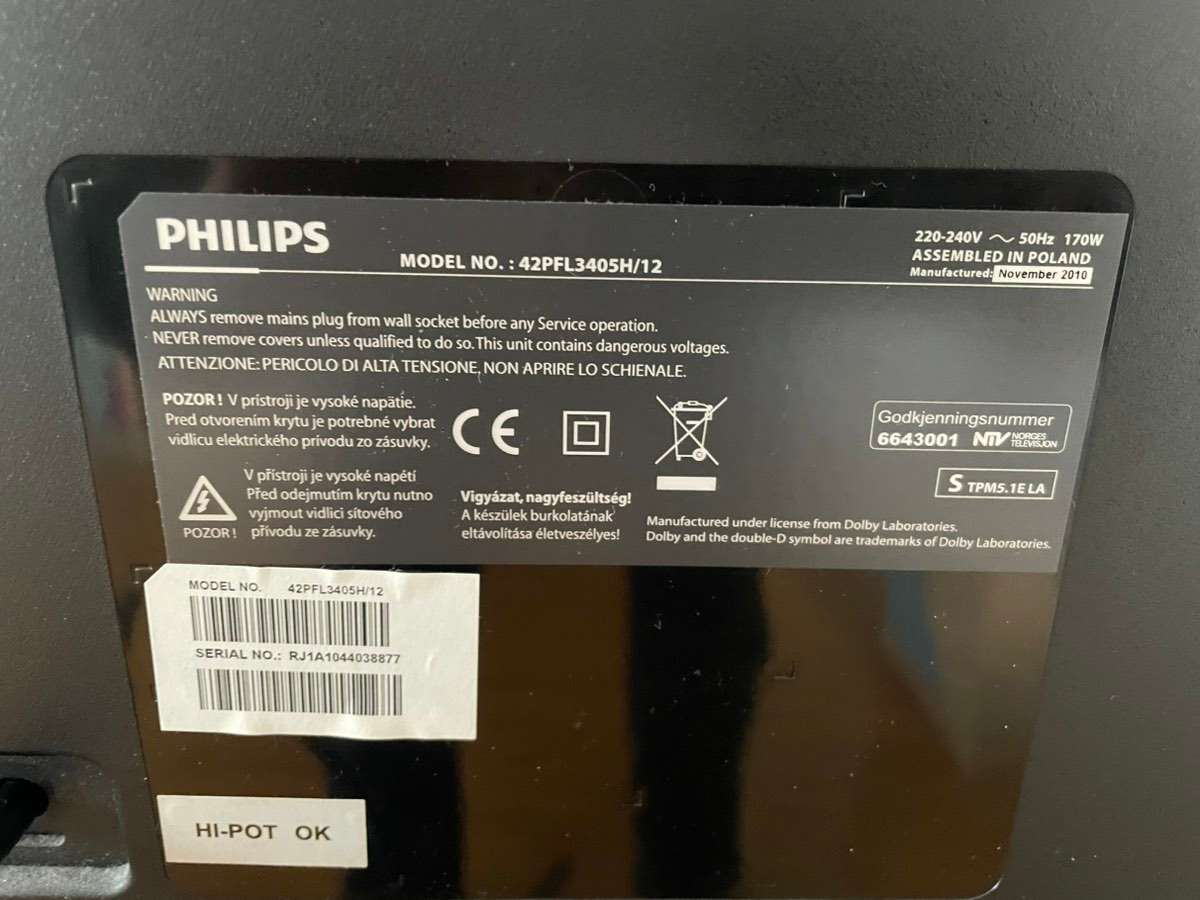 PHILIPS
MODEL NO. : 42PFL3405H/12
220-240V ～ 50Hz 170W
ASSEMBLED IN POLAND
Manufactured: November 2010
WARNING
ALWAYS remove mains plug from wall socket before any Service operation.
NEVER remove covers unless qualified to do so. This unit contains dangerous voltages.
ATTENZIONE: PERICOLO DI ALTA TENSIONE, NON APRIRE LO SCHIENALE.
POZOR ! V pristroji je vysoké napätie.
Pred otvorením krytu je potrebné vybrat
vidlicu elektrického privodu zo zásuvky.
CE
Godkjenningsnummer
6643001 NTV NORGES
TELEVISJON
V přístroji je vysoké napětí
Před odejmutím krytu nutno
vyjmout vidlici sítového
přívodu ze zásuvky.
POZOR !
Vigyázat, nagyfeszültség!
A készülek burkolatának
eltávolítása életveszélyes!
S TPM5.1E LA
Manufactured under license from Dolby Laboratories.
Dolby and the double-D symbol are trademarks of Dolby Laboratories.
MODEL NO. 42PFL3405H/12
SERIAL NO.: RJ1A1044038877
HI-POT OK